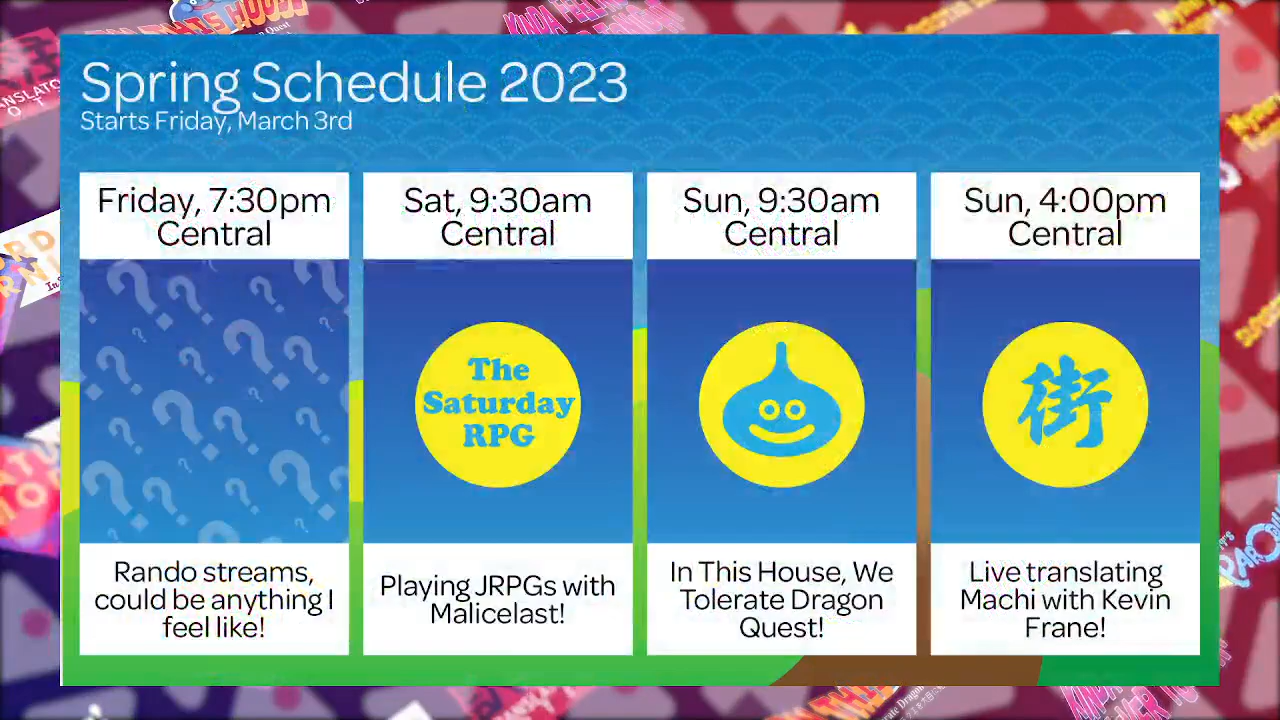 Spring Schedule 2023
Starts Friday, March 3rd
Friday, 7:30pm
Central
Rando streams,
could be anything I
feel like!
Sat, 9:30am
Central
The
Saturday
RPG
Playing JRPGs with
Malicelast!
Sun, 9:30am
Central
In This House, We
Tolerate Dragon
Quest!
Sun, 4:00pm
Central
街
Live translating
Machi with Kevin
Frane!